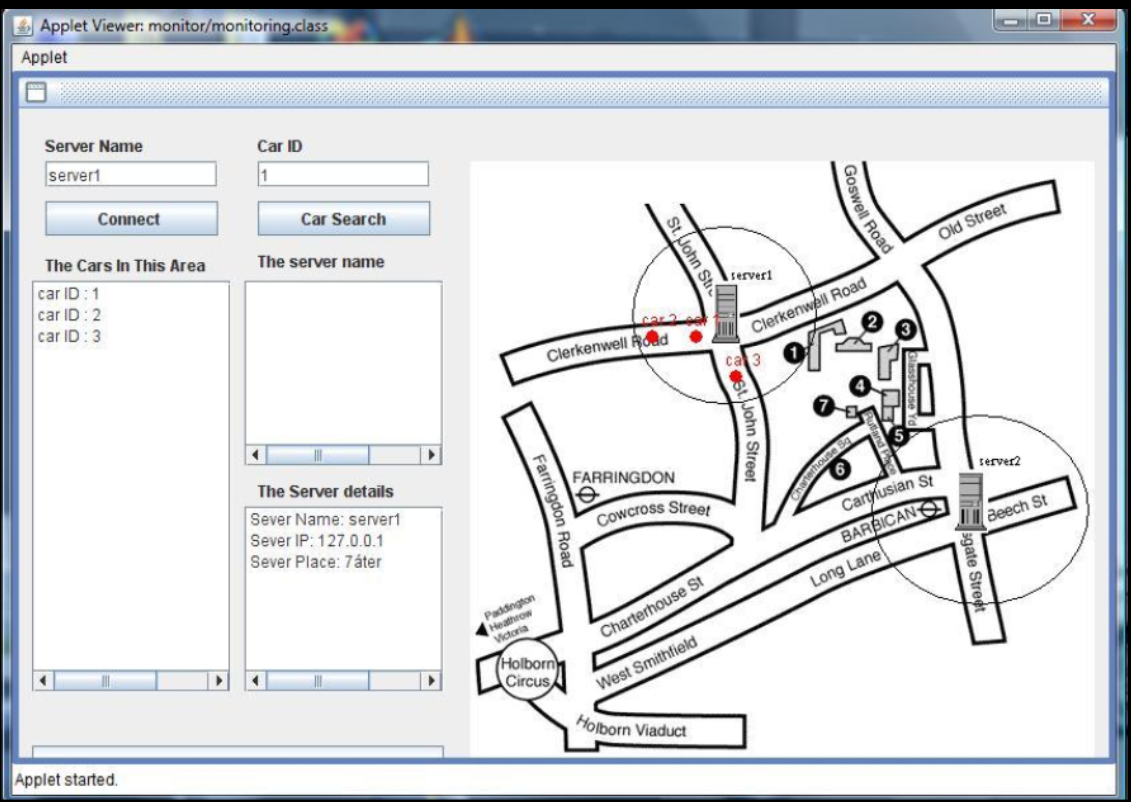 Applet Viewer: monitor/monitoring.class
Applet
Server Name
server1
Connect
Car ID
1
Car Search
The Cars In This Area
car ID : 1
car ID : 2
car ID : 3
The server name
The Server details
Sever Name: server1
Sever IP: 127.0.0.1
Sever Place: 7áter
Goswell Road
Old Street
St. John Stre
server1
Clerkenwell Road
car 2
car 1
Clerkenwell Road
car 3
1
2
3
4
5
6
7
Glasshouse Yd
Rutland Place
Charterhouse Sq
St. John Street
server2
Carthusian St
Beech St
BARBICAN
sgate Street
Long Lane
FARRINGDON
Cowcross Street
Farringdon Road
Charterhouse St
West Smithfield
Paddington
Heathrow
Victoria
Holborn
Circus
Holborn Viaduct
Applet started.